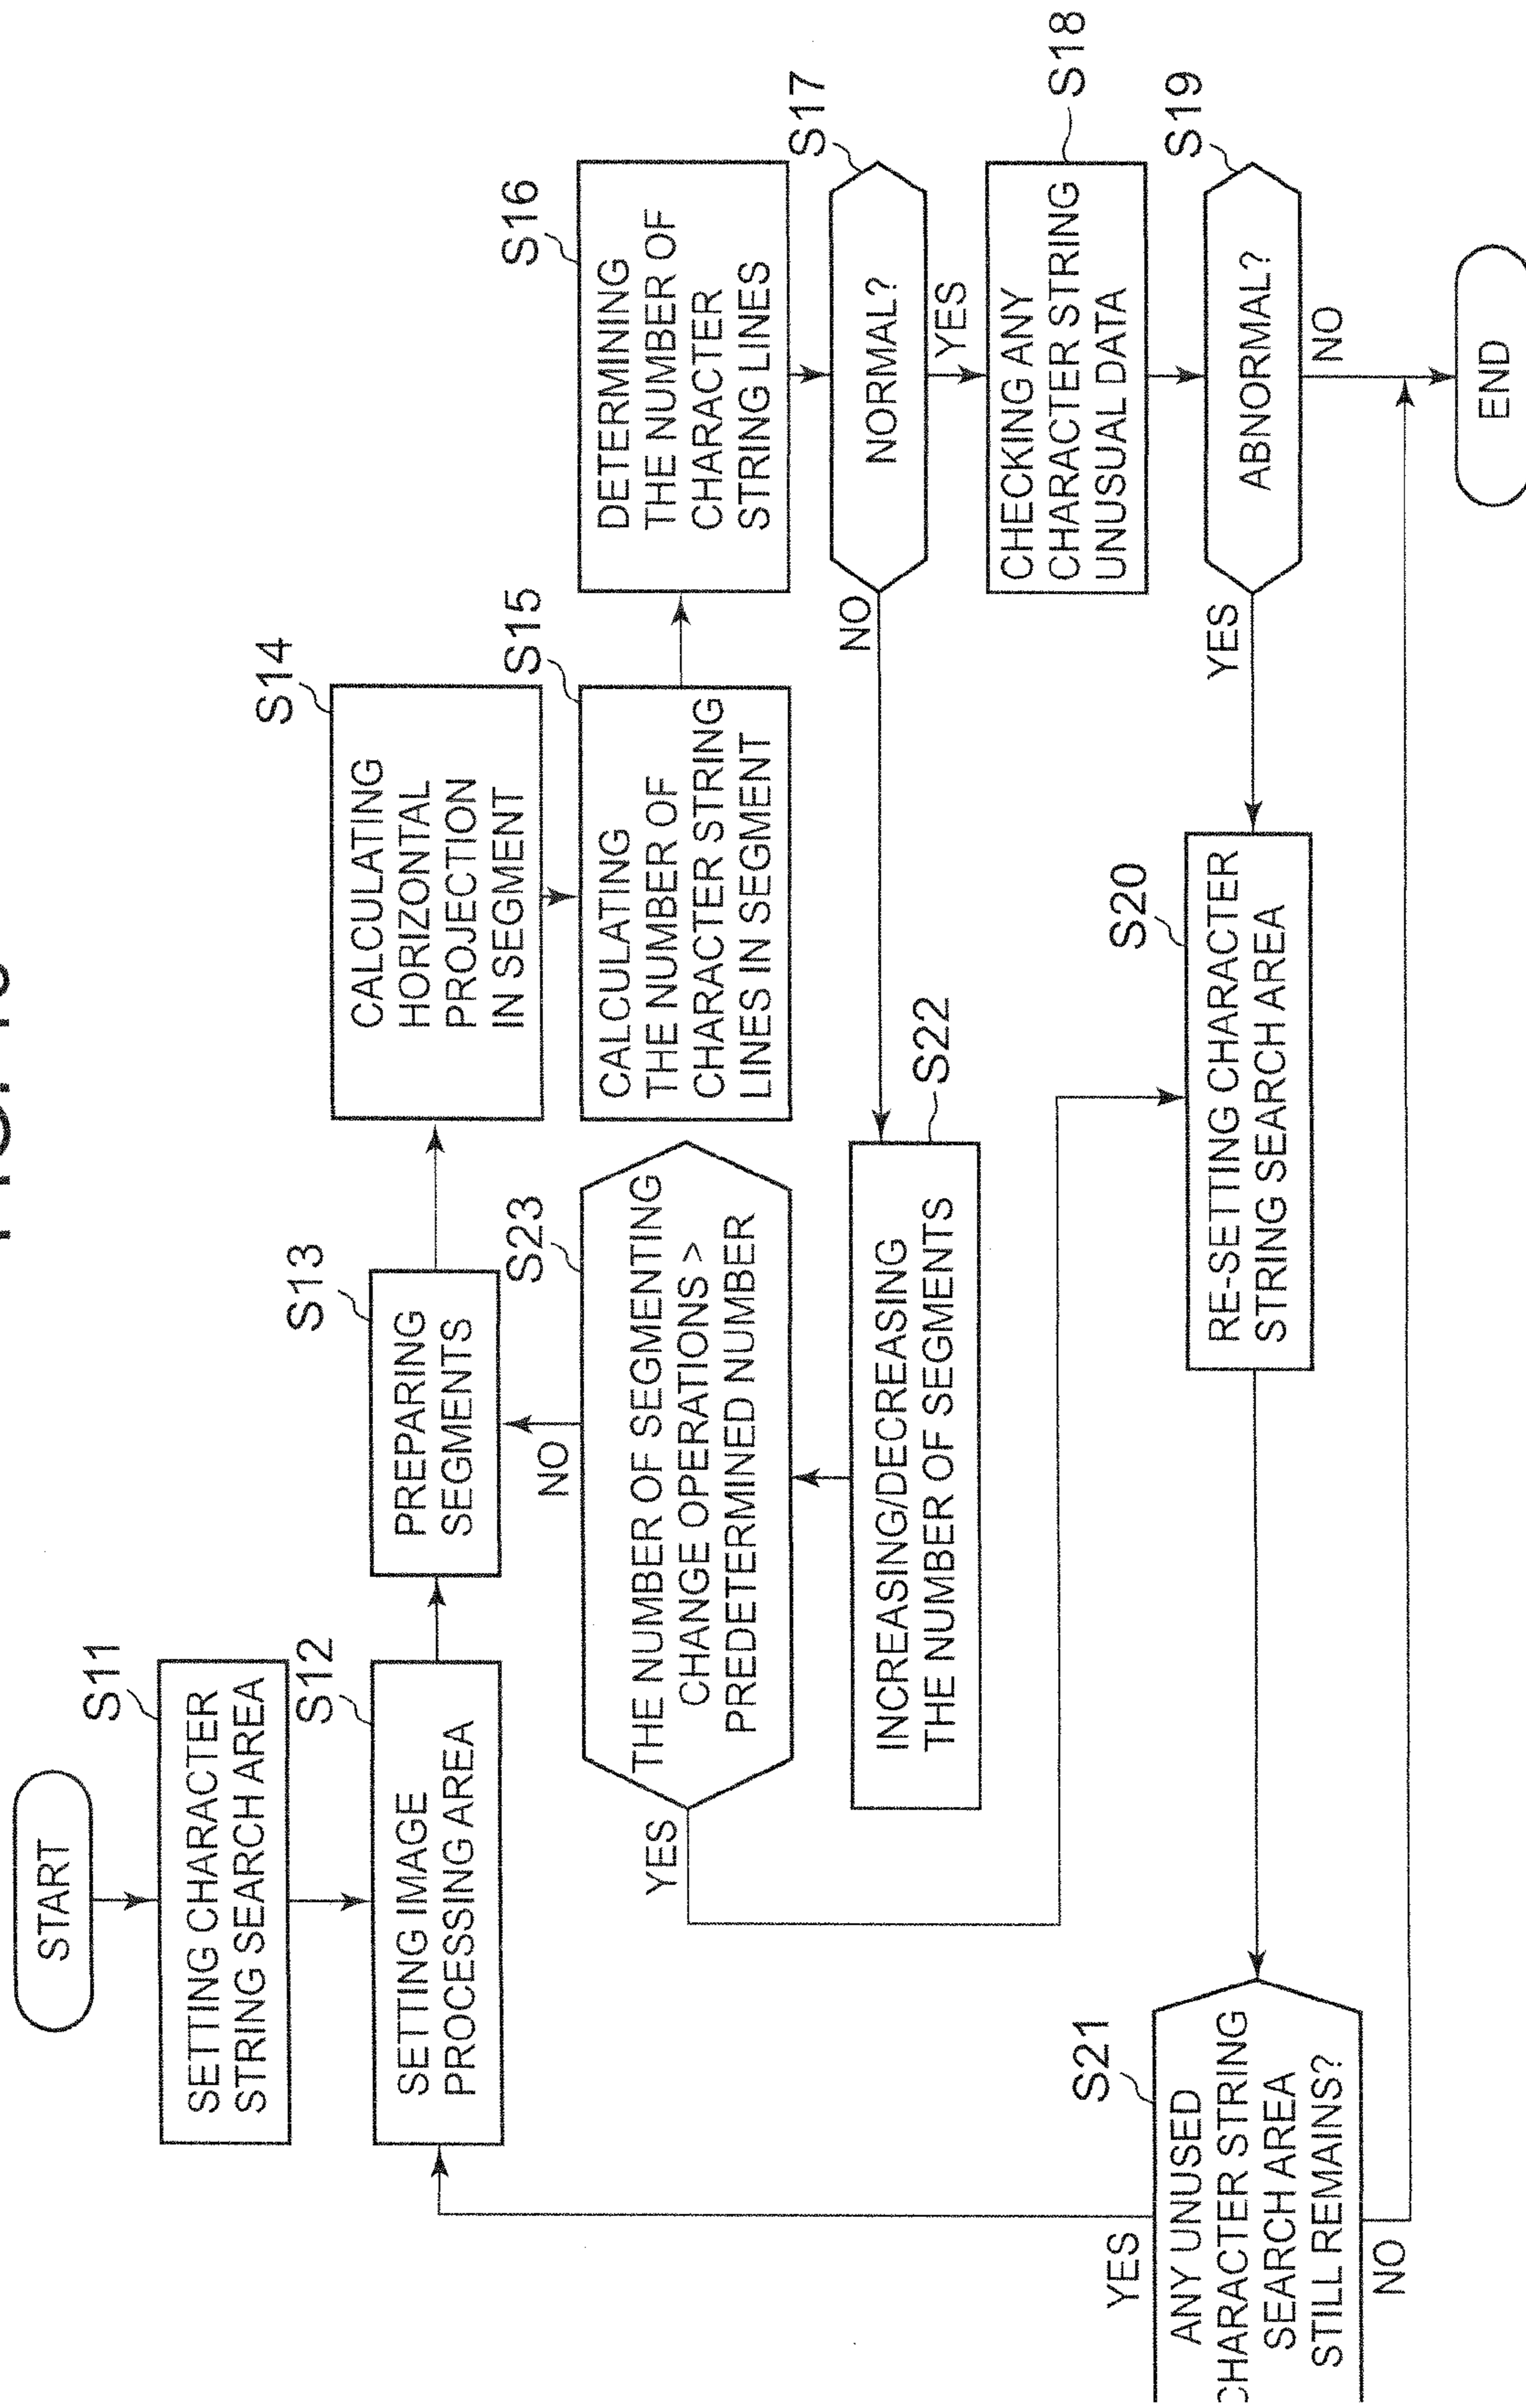 START
S11
SETTING CHARACTER
STRING SEARCH AREA
S12
SETTING IMAGE
PROCESSING AREA
S13
PREPARING
SEGMENTS
S14
CALCULATING
HORIZONTAL
PROJECTION
IN SEGMENT
S15
CALCULATING
THE NUMBER OF
CHARACTER STRING
LINES IN SEGMENT
S16
DETERMINING
THE NUMBER OF
CHARACTER
STRING LINES
S17
NORMAL?
NO
YES
S18
CHECKING ANY
CHARACTER STRING
UNUSUAL DATA
S19
ABNORMAL?
YES
NO
S20
RE-SETTING CHARACTER
STRING SEARCH AREA
S21
ANY UNUSED
CHARACTER STRING
SEARCH AREA
STILL REMAINS?
YES
NO
S22
INCREASING/DECREASING
THE NUMBER OF SEGMENTS
S23
THE NUMBER OF SEGMENTING
CHANGE OPERATIONS >
PREDETERMINED NUMBER
NO
YES
END